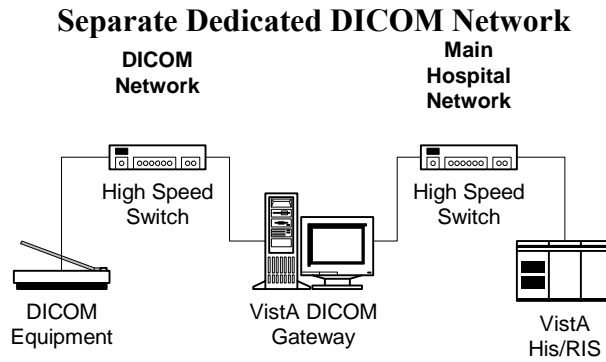 Separate Dedicated DICOM Network
DICOM
Network
Main
Hospital
Network
High Speed
Switch
High Speed
Switch
DICOM
Equipment
VistA DICOM
Gateway
VistA
His/RIS